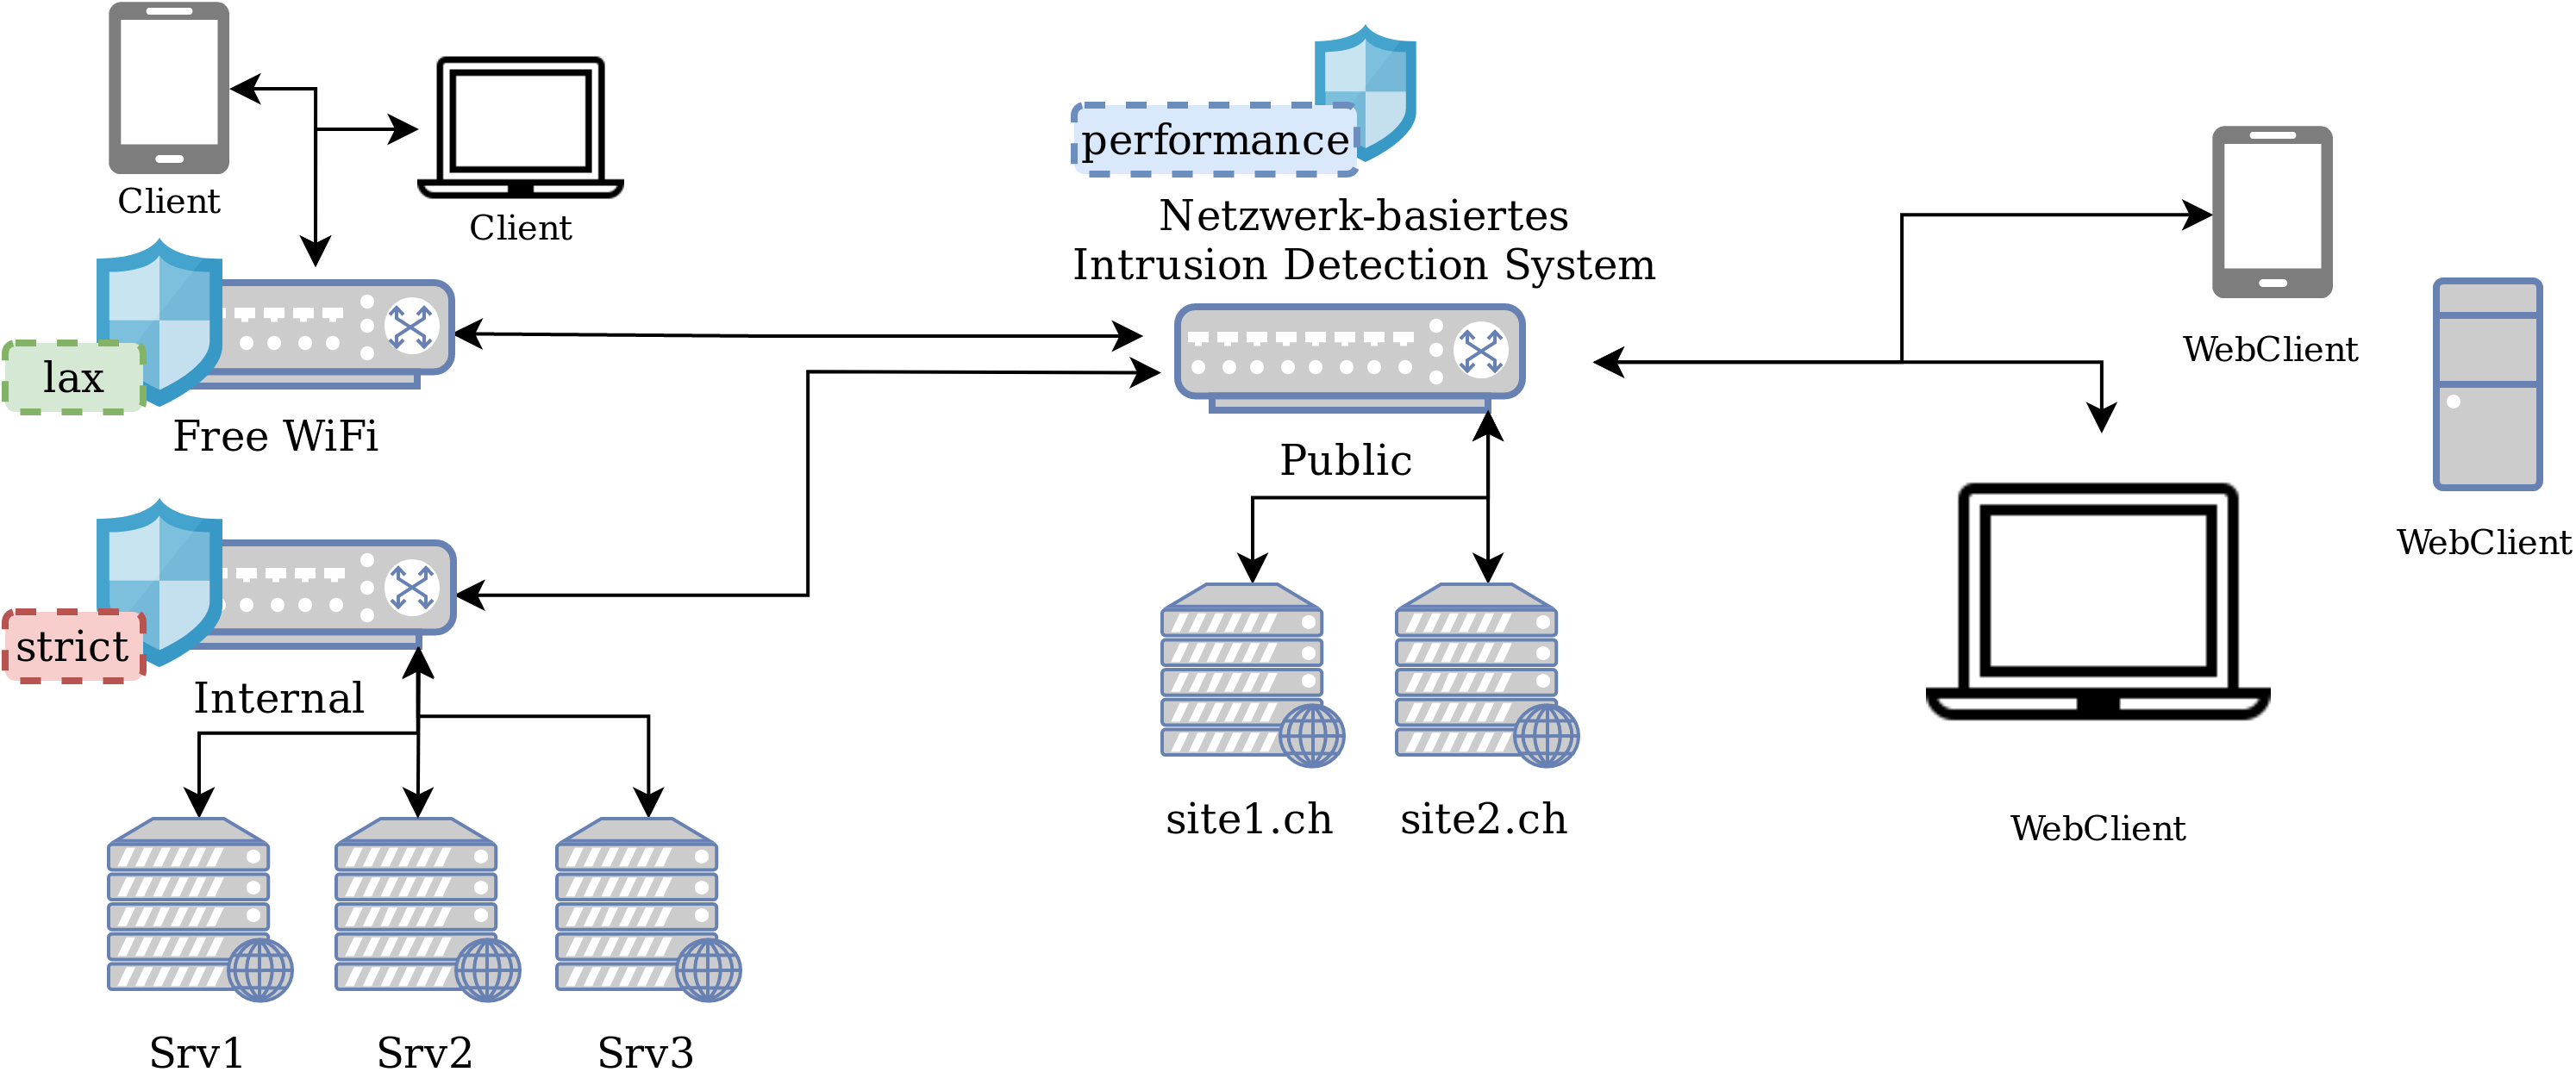 Client
Client
lax
Free WiFi
strict
Internal
Srv1
Srv2
Srv3
performance
Netzwerk-basiertes
Intrusion Detection System
Public
site1.ch
site2.ch
WebClient
WebClient
WebClient